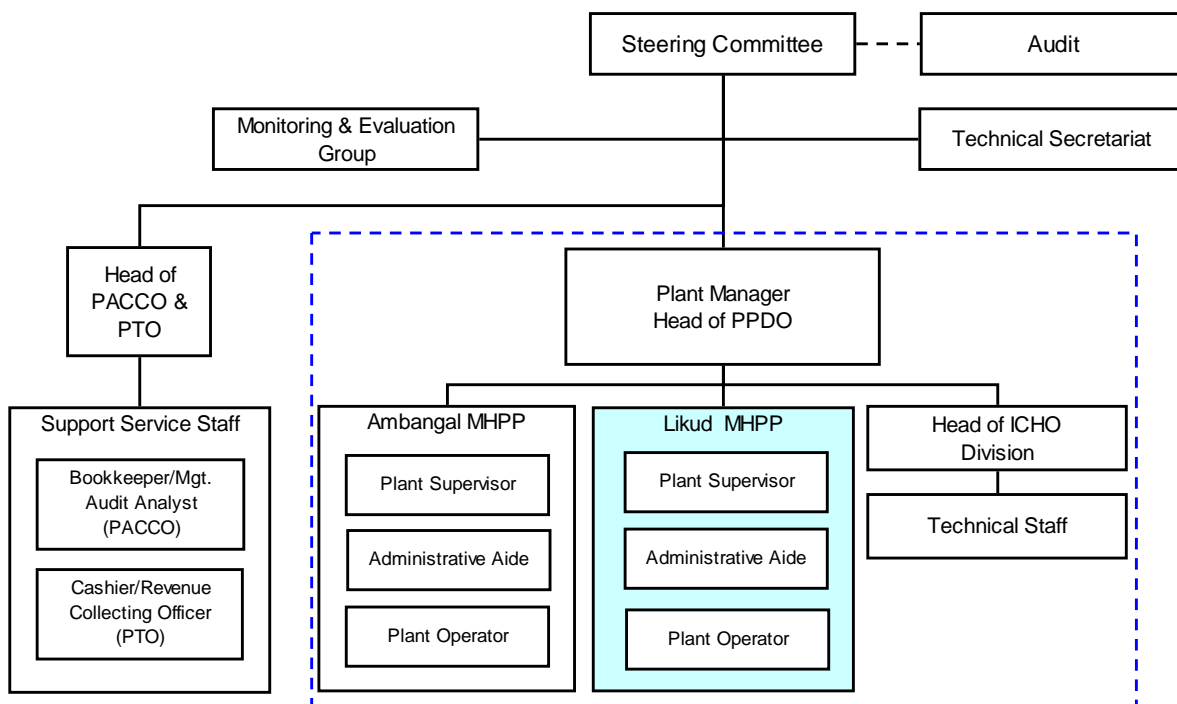 Steering Committee
Audit
Monitoring & Evaluation
Group
Technical Secretariat
Head of
PACCO &
PTO
Plant Manager
Head of PPDO
Support Service Staff
Bookkeeper/Mgt.
Audit Analyst
(PACCO)
Cashier/Revenue
Collecting Officer
(PTO)
Ambangal MHPP
Plant Supervisor
Administrative Aide
Plant Operator
Likud MHPP
Plant Supervisor
Administrative Aide
Plant Operator
Head of ICHO
Division
Technical Staff